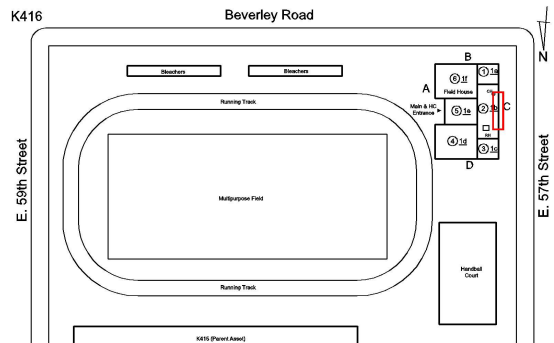 K416
Beverley Road
N
Bleachers
Bleachers
B
6 1f
1 1a
Field House
A
C
Running Track
Main & HC
Entrance
5 1e
2 1b
4 1d
RH
3 1c
D
E. 59th Street
E. 57th Street
Multipurpose Field
Handball
Court
Running Track
K415 (Parent Asset)